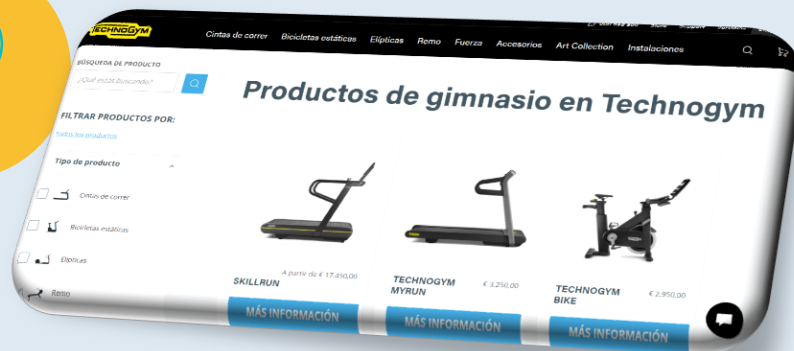 TECHNOGYM
Cintas de correr Bicicletas estáticas Elípticas Remo Fuerza Accesorios Art Collection Instalaciones
BÚSQUEDA DE PRODUCTO
¿Qué estás buscando?
Productos de gimnasio en Technogym
FILTRAR PRODUCTOS POR:
todos los productos
Tipo de producto
Cintas de correr
Bicicletas estáticas
Elípticas
Remo
SKILLRUN
A partir de € 17.450,00
TECHNOGYM
MYRUN
€ 3.250,00
TECHNOGYM
BIKE
€ 2.950,00
MÁS INFORMACIÓN
MÁS INFORMACIÓN
MÁS INFORMACIÓN